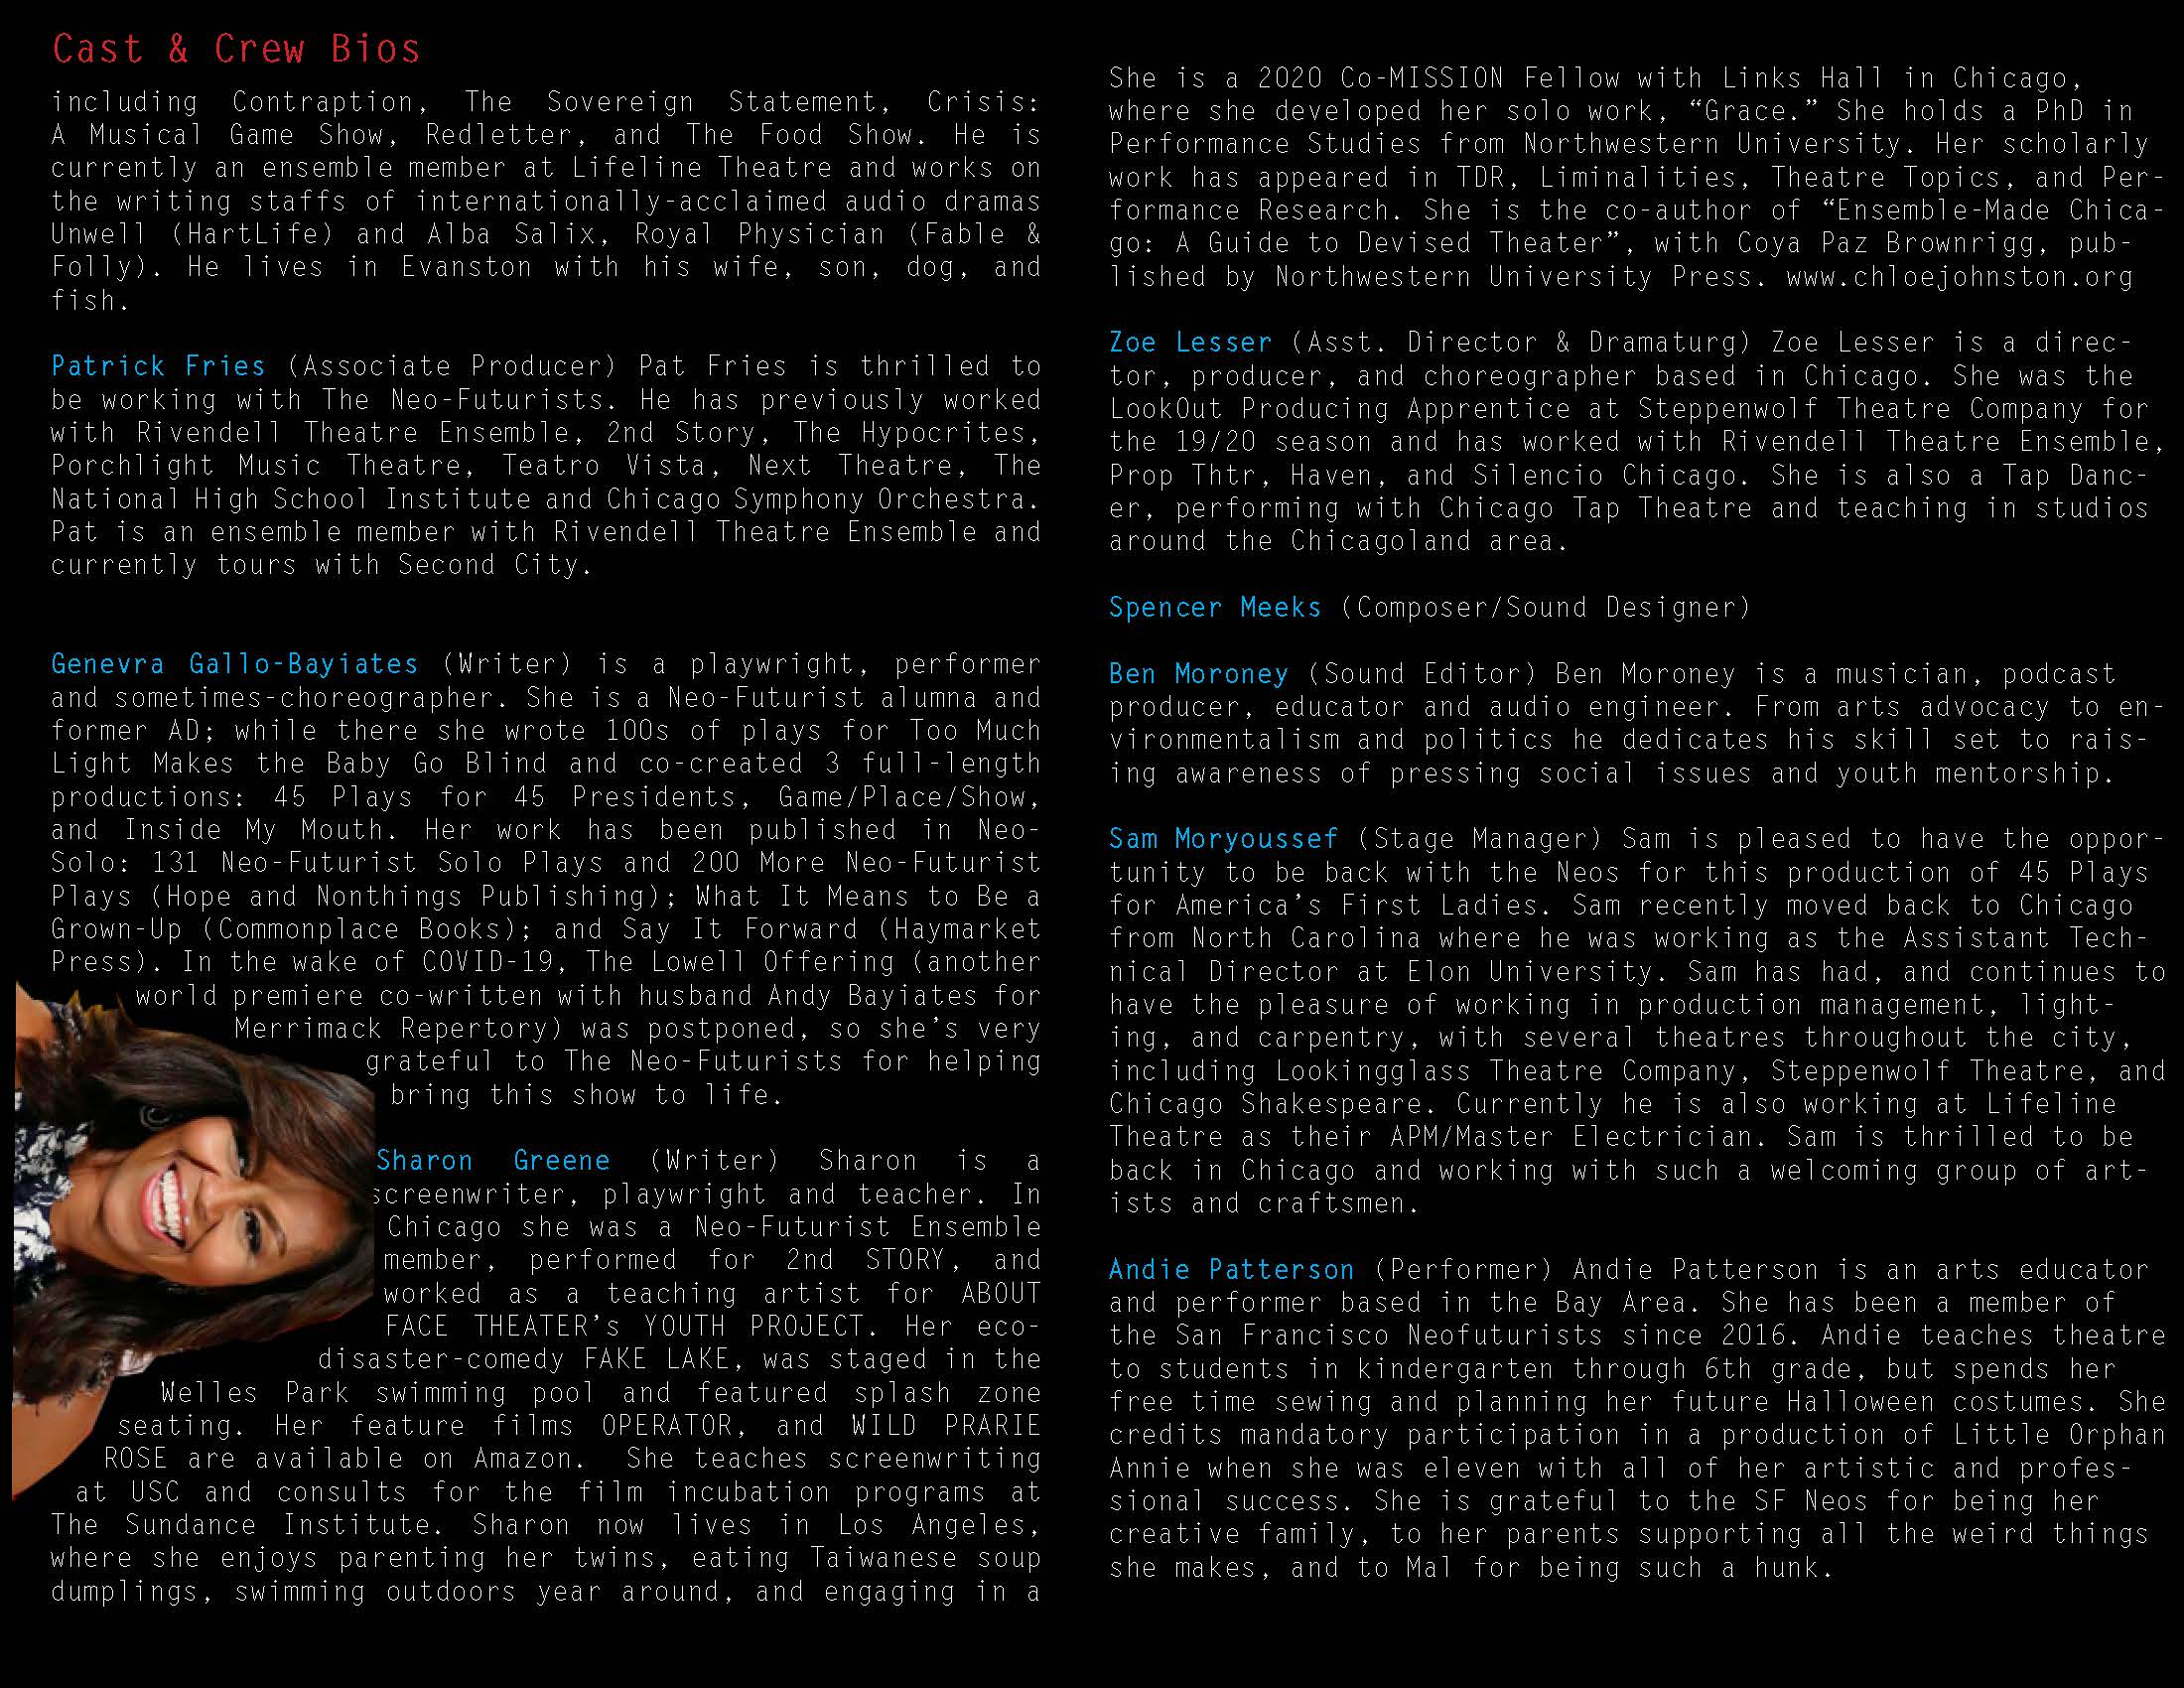 Cast & Crew Bios
including Contraption, The Sovereign Statement, Crisis:
A Musical Game Show, Redletter, and The Food Show. He is
currently an ensemble member at Lifeline Theatre and works on
the writing staffs of internationally-acclaimed audio dramas
Unwell (HartLife) and Alba Salix, Royal Physician (Fable &
Folly). He lives in Evanston with his wife, son, dog, and
fish.
Patrick Fries (Associate Producer) Pat Fries is thrilled to
be working with The Neo-Futurists. He has previously worked
with Rivendell Theatre Ensemble, 2nd Story, The Hypocrites,
Porchlight Music Theatre, Teatro Vista, Next Theatre, The
National High School Institute and Chicago Symphony Orchestra.
Pat is an ensemble member with Rivendell Theatre Ensemble and
currently tours with Second City.
Genevra Gallo-Bayiates (Writer) is a playwright, performer
and sometimes-choreographer. She is a Neo-Futurist alumna and
former AD; while there she wrote 100s of plays for Too Much
Light Makes the Baby Go Blind and co-created 3 full-length
productions: 45 Plays for 45 Presidents, Game/Place/Show,
and Inside My Mouth. Her work has been published in Neo-
Solo: 131 Neo-Futurist Solo Plays and 200 More Neo-Futurist
Plays (Hope and Nonthings Publishing); What It Means to Be a
Grown-Up (Commonplace Books); and Say It Forward (Haymarket
Press). In the wake of COVID-19, The Lowell Offering (another
world premiere co-written with husband Andy Bayiates for
Merrimack Repertory) was postponed, so she's very
grateful to The Neo-Futurists for helping
bring this show to life.
Sharon Greene (Writer) Sharon is a
screenwriter, playwright and teacher. In
Chicago she was a Neo-Futurist Ensemble
member, performed for 2nd STORY, and
worked as a teaching artist for ABOUT
FACE THEATER's YOUTH PROJECT. Her eco-
disaster-comedy FAKE LAKE, was staged in the
Welles Park swimming pool and featured splash zone
seating. Her feature films OPERATOR, and WILD PRARIE
ROSE are available on Amazon. She teaches screenwriting
at USC and consults for the film incubation programs at
The Sundance Institute. Sharon now lives in Los Angeles,
where she enjoys parenting her twins, eating Taiwanese soup
dumplings, swimming outdoors year around, and engaging in a
She is a 2020 Co-MISSION Fellow with Links Hall in Chicago,
where she developed her solo work, “Grace.” She holds a PhD in
Performance Studies from Northwestern University. Her scholarly
work has appeared in TDR, Liminalities, Theatre Topics, and Per-
formance Research. She is the co-author of “Ensemble-Made Chica-
go: A Guide to Devised Theater”, with Coya Paz Brownrigg, pub-
lished by Northwestern University Press. www.chloejohnston.org
Zoe Lesser (Asst. Director & Dramaturg) Zoe Lesser is a direc-
tor, producer, and choreographer based in Chicago. She was the
LookOut Producing Apprentice at Steppenwolf Theatre Company for
the 19/20 season and has worked with Rivendell Theatre Ensemble,
Prop Thtr, Haven, and Silencio Chicago. She is also a Tap Danc-
er, performing with Chicago Tap Theatre and teaching in studios
around the Chicagoland area.
Spencer Meeks (Composer/Sound Designer)
Ben Moroney (Sound Editor) Ben Moroney is a musician, podcast
producer, educator and audio engineer. From arts advocacy to en-
vironmentalism and politics he dedicates his skill set to rais-
ing awareness of pressing social issues and youth mentorship.
Sam Moryoussef (Stage Manager) Sam is pleased to have the oppor-
tunity to be back with the Neos for this production of 45 Plays
for America's First Ladies. Sam recently moved back to Chicago
from North Carolina where he was working as the Assistant Tech-
nical Director at Elon University. Sam has had, and continues to
have the pleasure of working in production management, light-
ing, and carpentry, with several theatres throughout the city,
including Lookingglass Theatre Company, Steppenwolf Theatre, and
Chicago Shakespeare. Currently he is also working at Lifeline
Theatre as their APM/Master Electrician. Sam is thrilled to be
back in Chicago and working with such a welcoming group of art-
ists and craftsmen.
Andie Patterson (Performer) Andie Patterson is an arts educator
and performer based in the Bay Area. She has been a member of
the San Francisco Neofuturists since 2016. Andie teaches theatre
to students in kindergarten through 6th grade, but spends her
free time sewing and planning her future Halloween costumes. She
credits mandatory participation in a production of Little Orphan
Annie when she was eleven with all of her artistic and profes-
sional success. She is grateful to the SF Neos for being her
creative family, to her parents supporting all the weird things
she makes, and to Mal for being such a hunk.